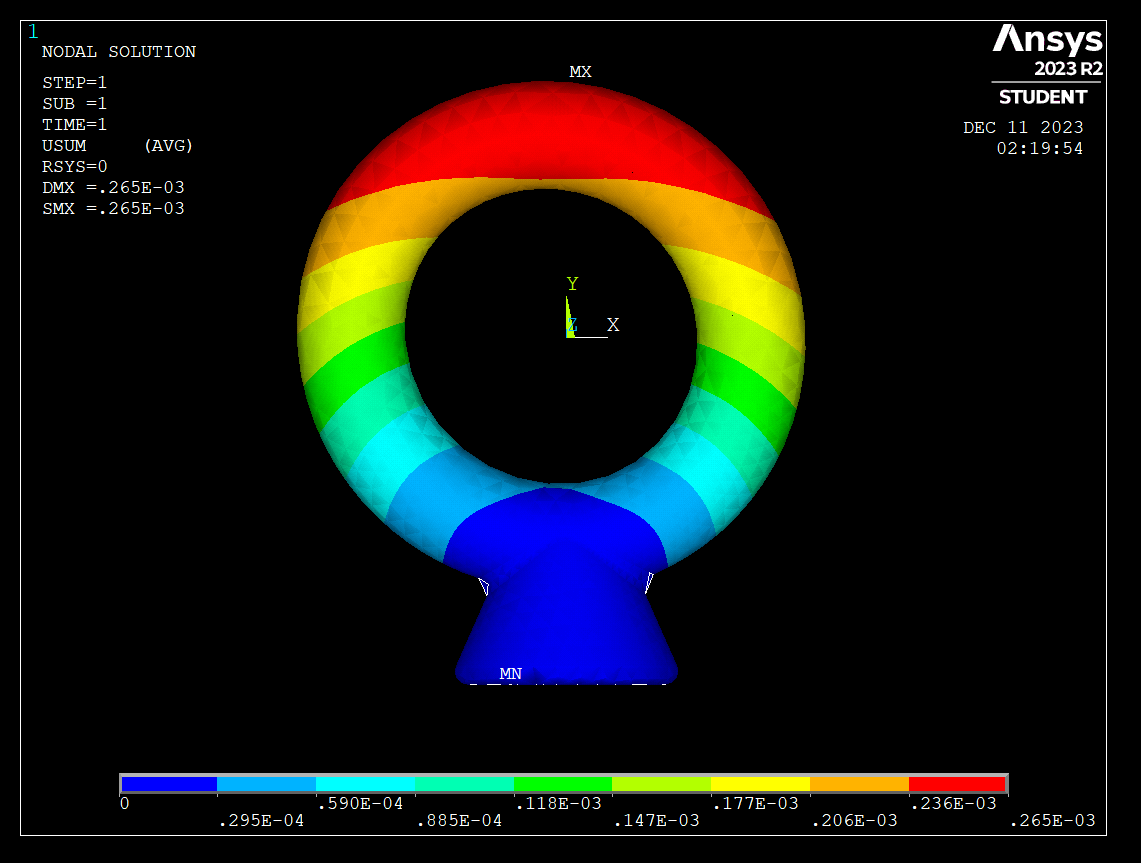 1
NODAL SOLUTION
STEP=1
SUB =1
TIME=1
USUM (AVG)
RSYS=0
DMX =.265E-03
SMX =.265E-03
Ansys
2023 R2
STUDENT
DEC 11 2023
02:19:54
MX
Y
Z X
MN
0 .590E-04 .118E-03 .177E-03 .236E-03
.295E-04 .885E-04 .147E-03 .206E-03 .265E-03